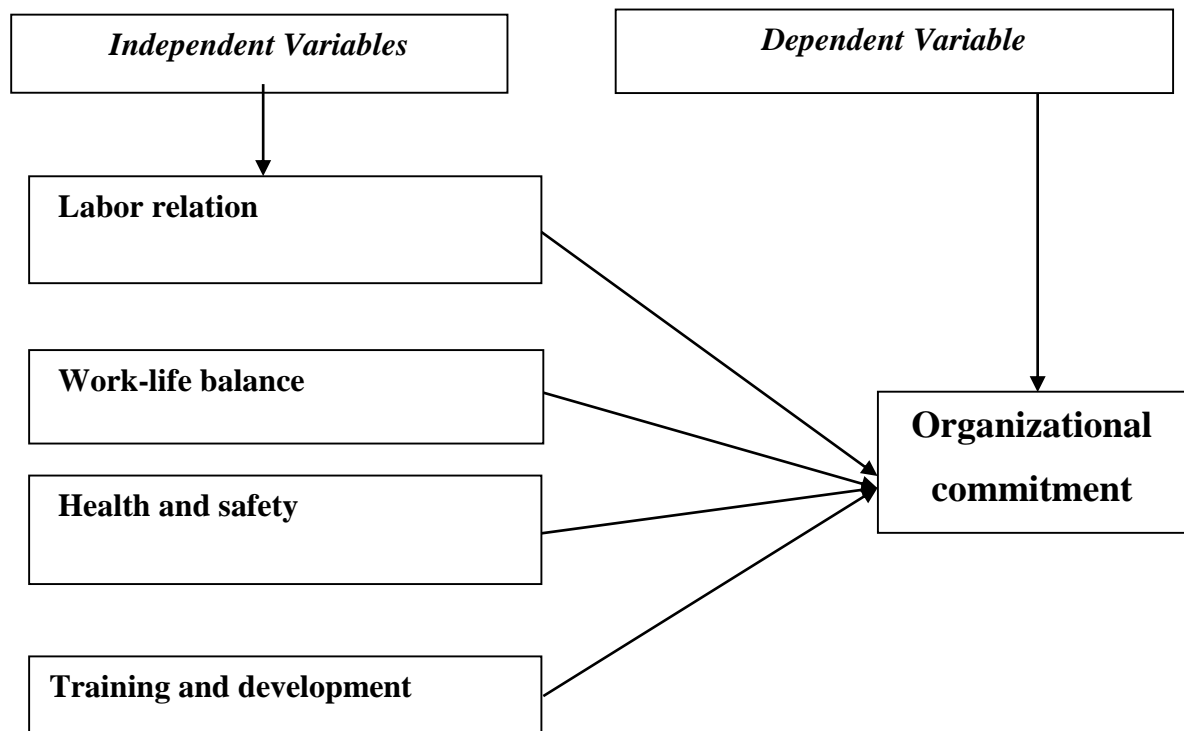 Independent Variables
Dependent Variable
Labor relation
Work-life balance
Health and safety
Training and development
Organizational
commitment